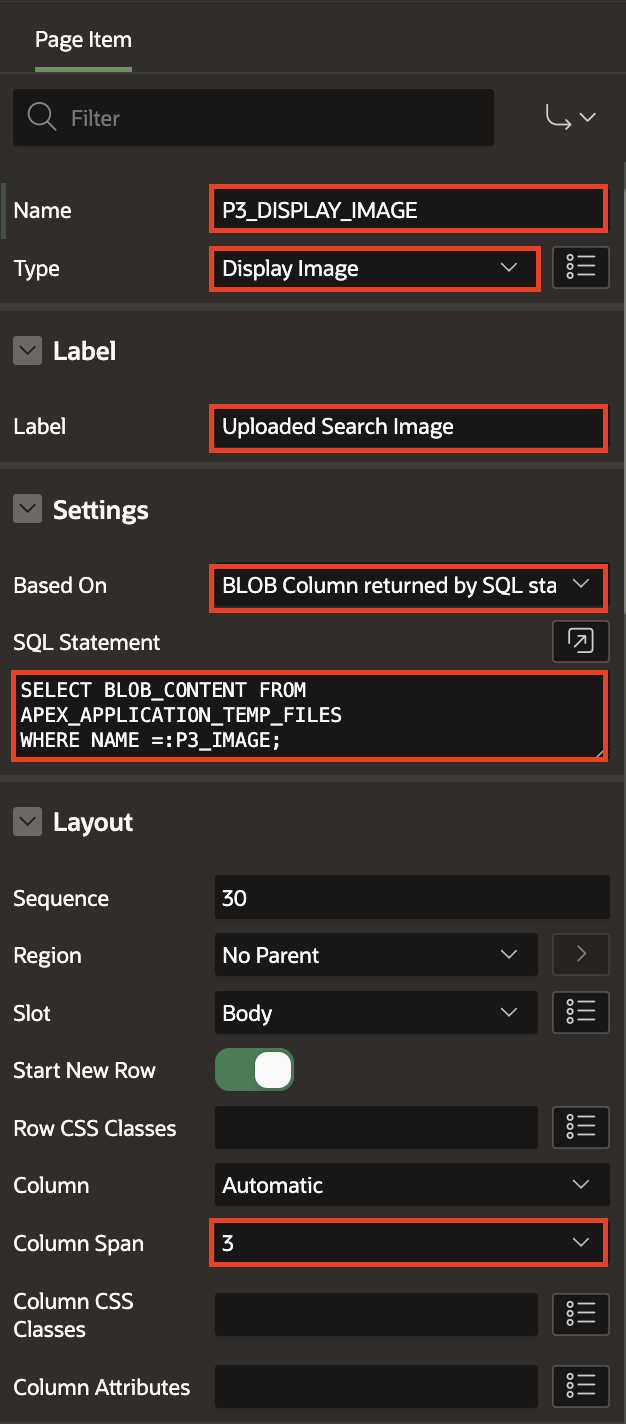 Page Item
Filter
Name P3_DISPLAY_IMAGE
Type Display Image
Label
Label Uploaded Search Image
Settings
Based On BLOB Column returned by SQL sta
SQL Statement
SELECT BLOB_CONTENT FROM
APEX_APPLICATION_TEMP_FILES
WHERE NAME =:P3_IMAGE;
Layout
Sequence 30
Region No Parent
Slot Body
Start New Row
Row CSS Classes
Column Automatic
Column Span 3
Column CSS
Classes
Column Attributes